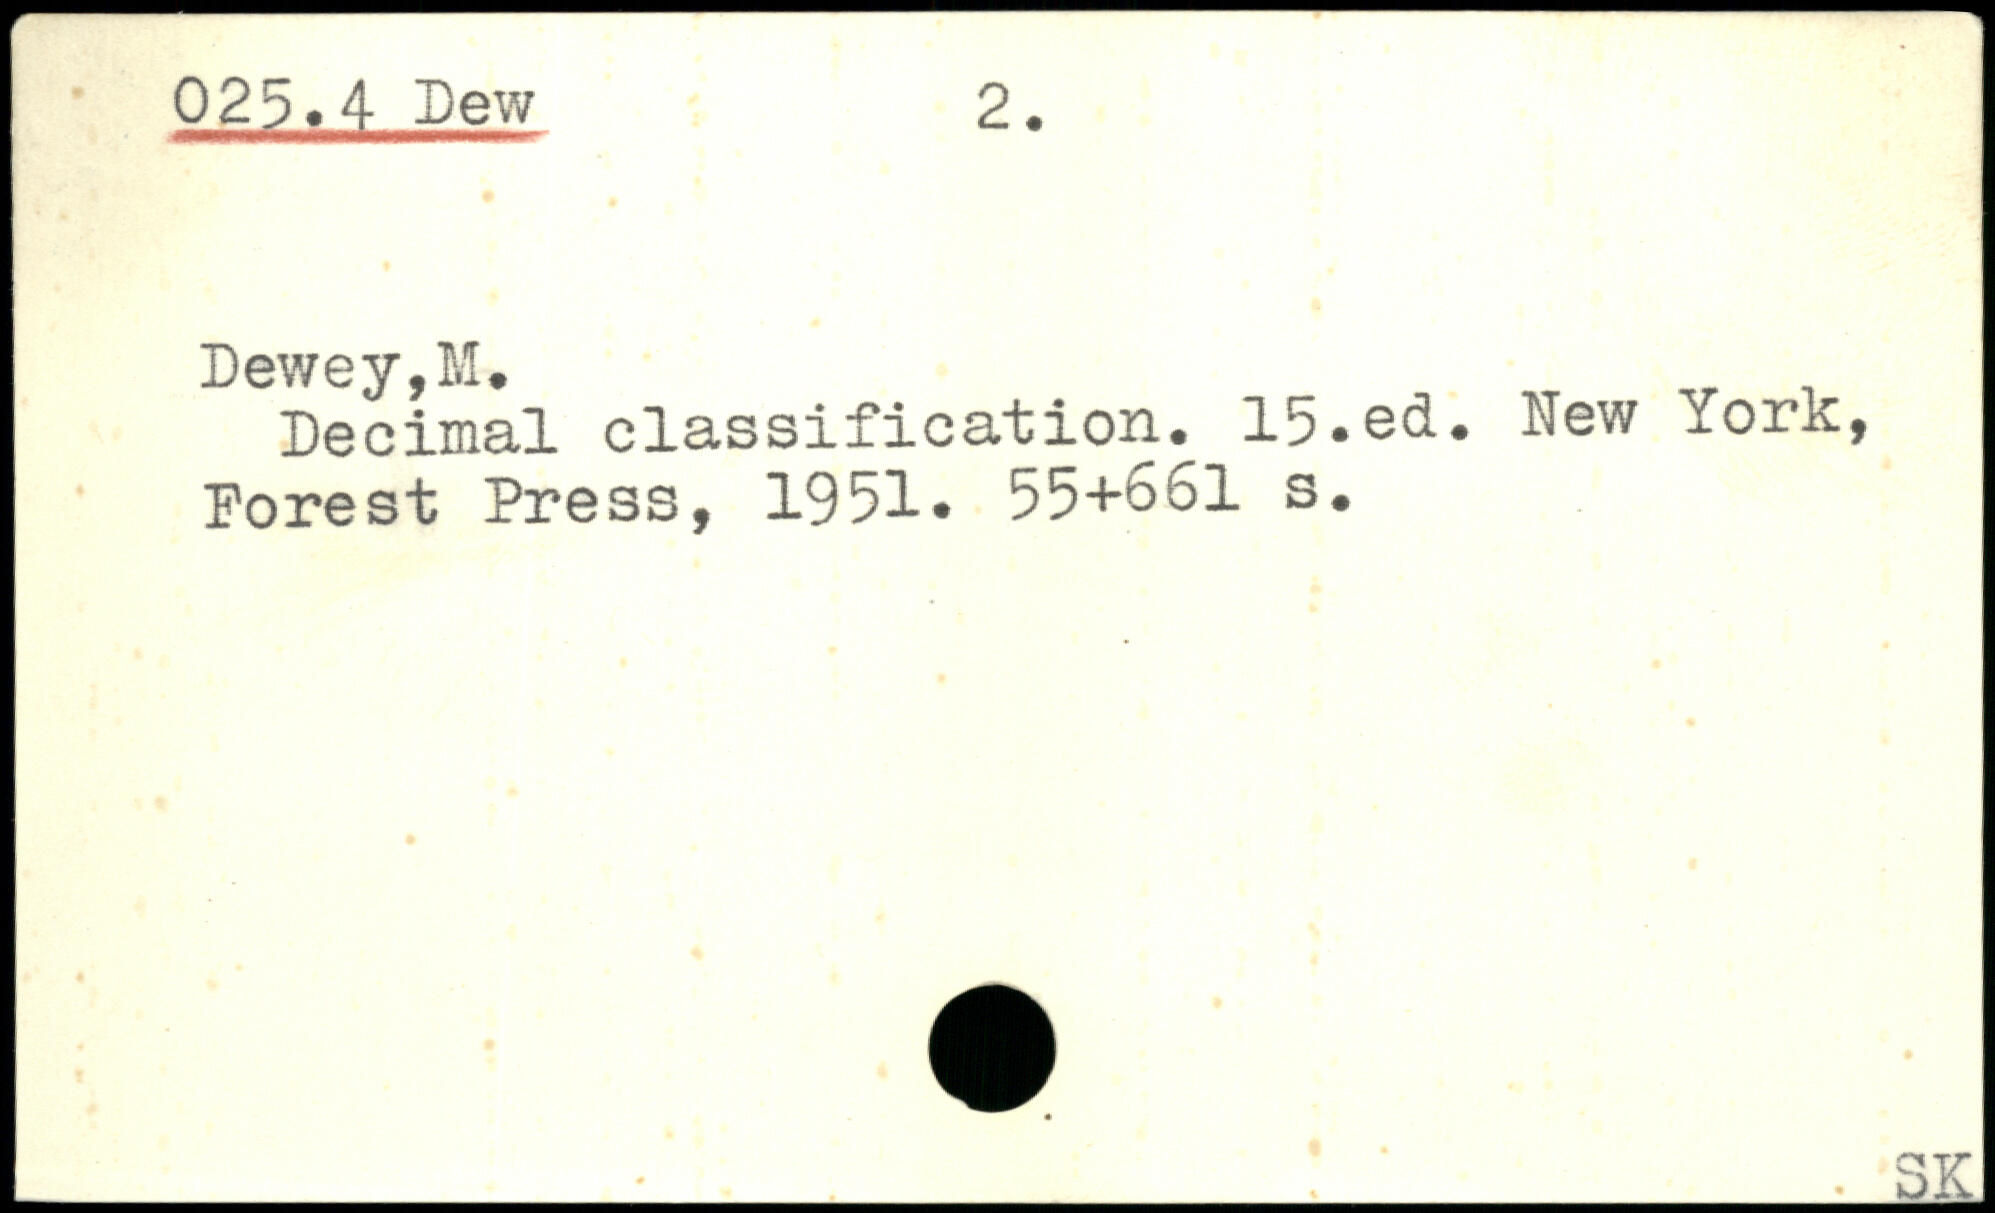 025.4 Dew 2.
Dewey,M.
Decimal classification. 15.ed. New York,
Forest Press, 1951. 55+661 s.
SK